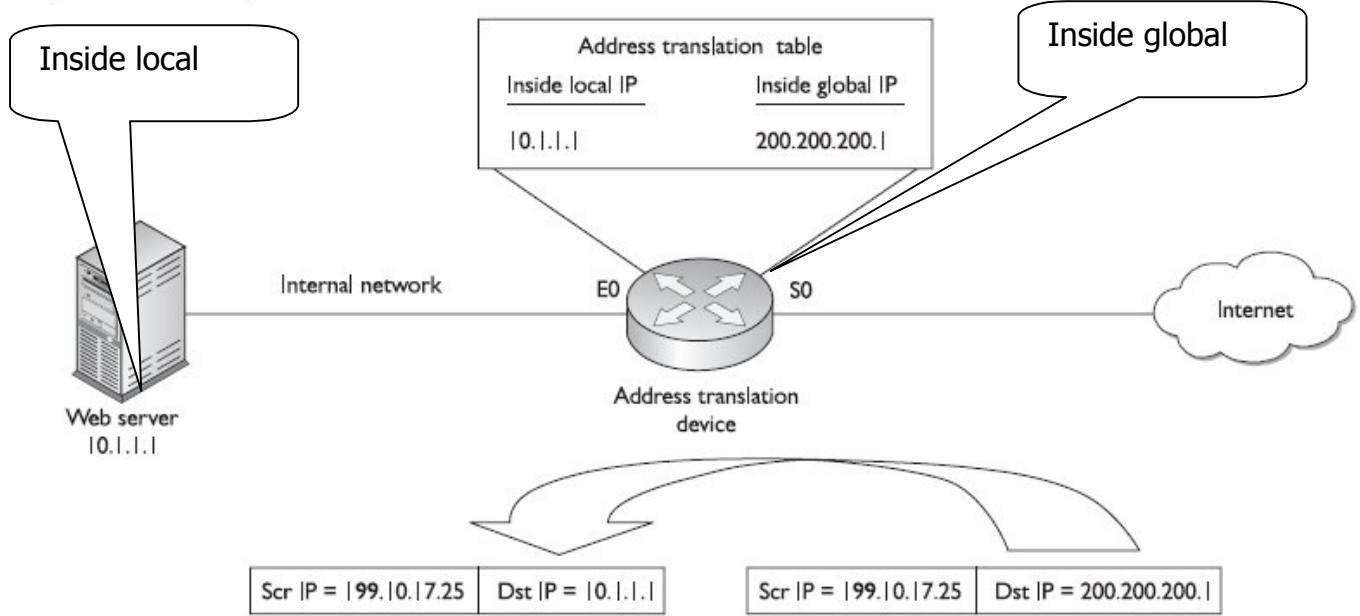 Inside local
Inside global
Address translation table
Inside local IP
Inside global IP
10.1.1.1
200.200.200.1
Internal network
E0
S0
Internet
Web server
10.1.1.1
Address translation
device
Scr IP = 199.10.17.25
Dst IP = 10.1.1.1
Scr IP = 199.10.17.25
Dst IP = 200.200.200.1